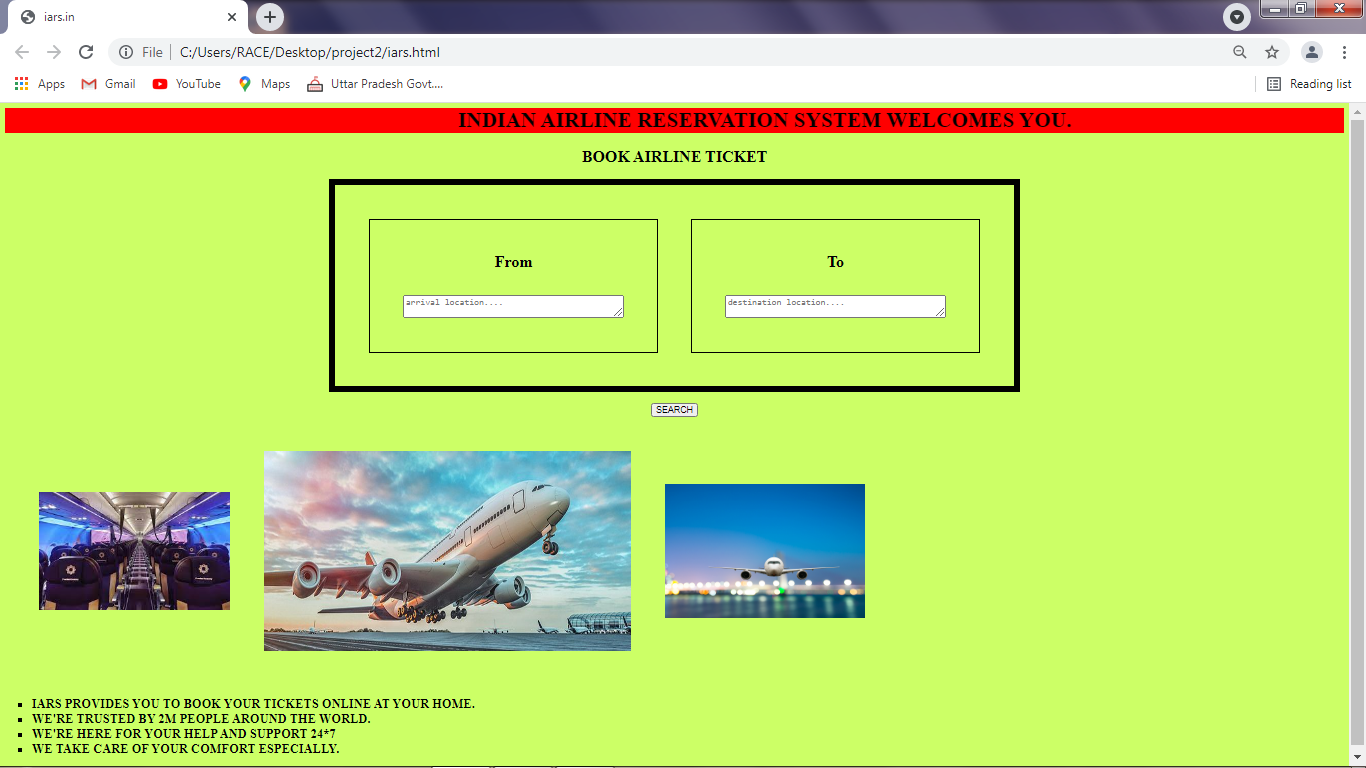 iars.in
File C:/Users/RACE/Desktop/project2/iars.html
Apps Gmail YouTube Maps Uttar Pradesh Govt.... Reading list
INDIAN AIRLINE RESERVATION SYSTEM WELCOMES YOU.
BOOK AIRLINE TICKET
From To
arrival location.... destination location....
SEARCH
IARS PROVIDES YOU TO BOOK YOUR TICKETS ONLINE AT YOUR HOME.
WE'RE TRUSTED BY 2M PEOPLE AROUND THE WORLD.
WE'RE HERE FOR YOUR HELP AND SUPPORT 24*7
WE TAKE CARE OF YOUR COMFORT ESPECIALLY.